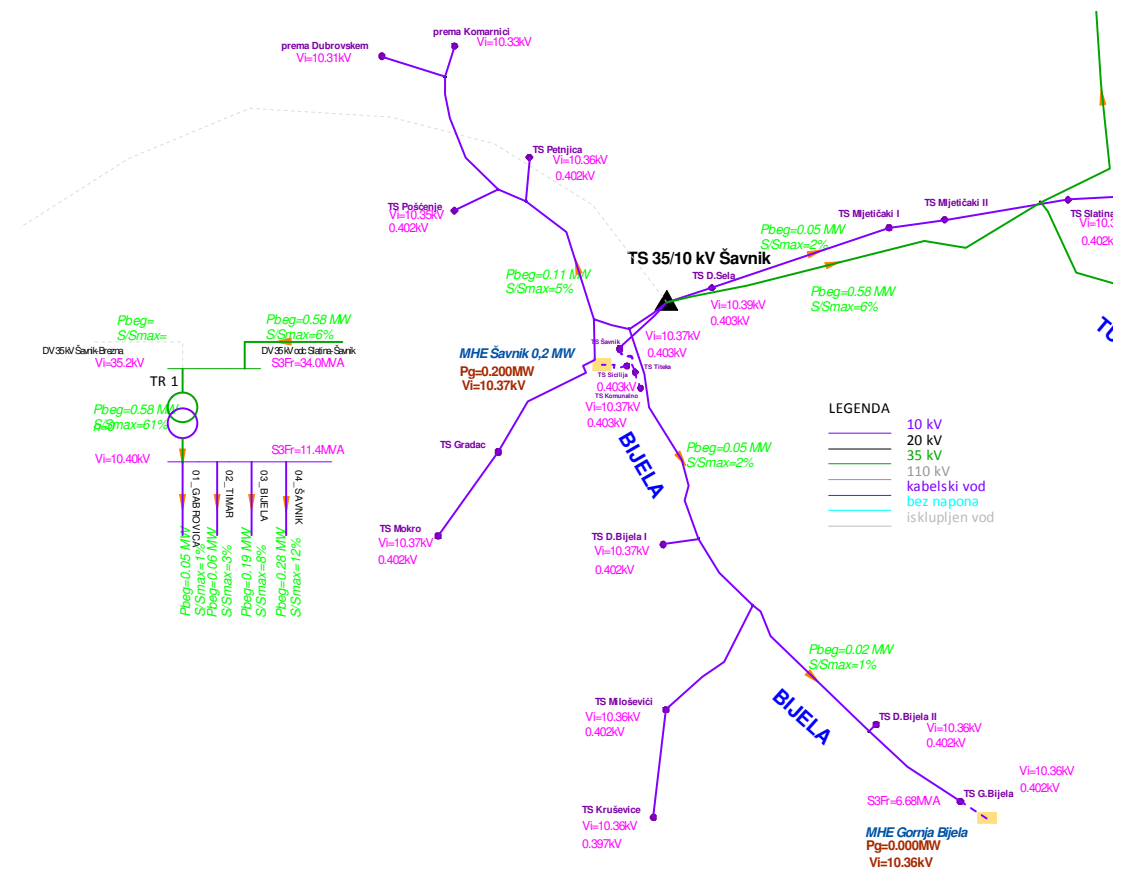 prema Komarnici
Vi=10.33kV
prema Dubrovskem
Vi=10.31kV
TS Petnjica
Vi=10.36kV
0.402kV
TS Pošćenje
Vi=10.35kV
0.402kV
Pbeg=0.11 MW
S/Smax=5%
TS 35/10 kV Šavnik
TS D.Sela
Vi=10.39kV
0.403kV
Pbeg=0.05 MW
S/Smax=2%
TS Mljetičaki I
TS Mljetičaki II
TS Slatina
Vi=10.3
0.402k
Pbeg=0.58 MW
S/Smax=6%
Pbeg=
S/Smax=
Pbeg=0.58 MW
S/Smax=6%
DV 35 kV Šavnik-Brezna
Vi=35.2kV
DV 35 kV odc Slatina-Šavnik
S3Fr=34.0MVA
TR 1
Pbeg=0.58 MW
S/Smax=61%
Vi=10.40kV
S3Fr=11.4MVA
01_GABROVICA
02_TIMAR
03_BIJELA
04_ŠAVNIK
Pbeg=0.05 MW
S/Smax=1%
Pbeg=0.06 MW
S/Smax=3%
Pbeg=0.19 MW
S/Smax=8%
Pbeg=0.28 MW
S/Smax=12%
MHE Šavnik 0,2 MW
Pg=0.200MW
Vi=10.37kV
TS Šavnik
Vi=10.37kV
0.403kV
TS Sicilija
TS Titeks
0.403kV
TS Komunalno
Vi=10.37kV
0.403kV
TS Gradac
TS Mokro
Vi=10.37kV
0.402kV
BIJELA
Pbeg=0.05 MW
S/Smax=2%
TS D.Bijela I
Vi=10.37kV
0.402kV
LEGENDA
10 kV
20 kV
35 kV
110 kV
kabelski vod
bez napona
isklupljen vod
Pbeg=0.02 MW
S/Smax=1%
BIJELA
TS Miloševići
Vi=10.36kV
0.402kV
TS D.Bijela II
Vi=10.36kV
0.402kV
TS Kruševice
Vi=10.36kV
0.397kV
S3Fr=6.68MVA
TS G.Bijela
Vi=10.36kV
0.402kV
MHE Gornja Bijela
Pg=0.000MW
Vi=10.36kV